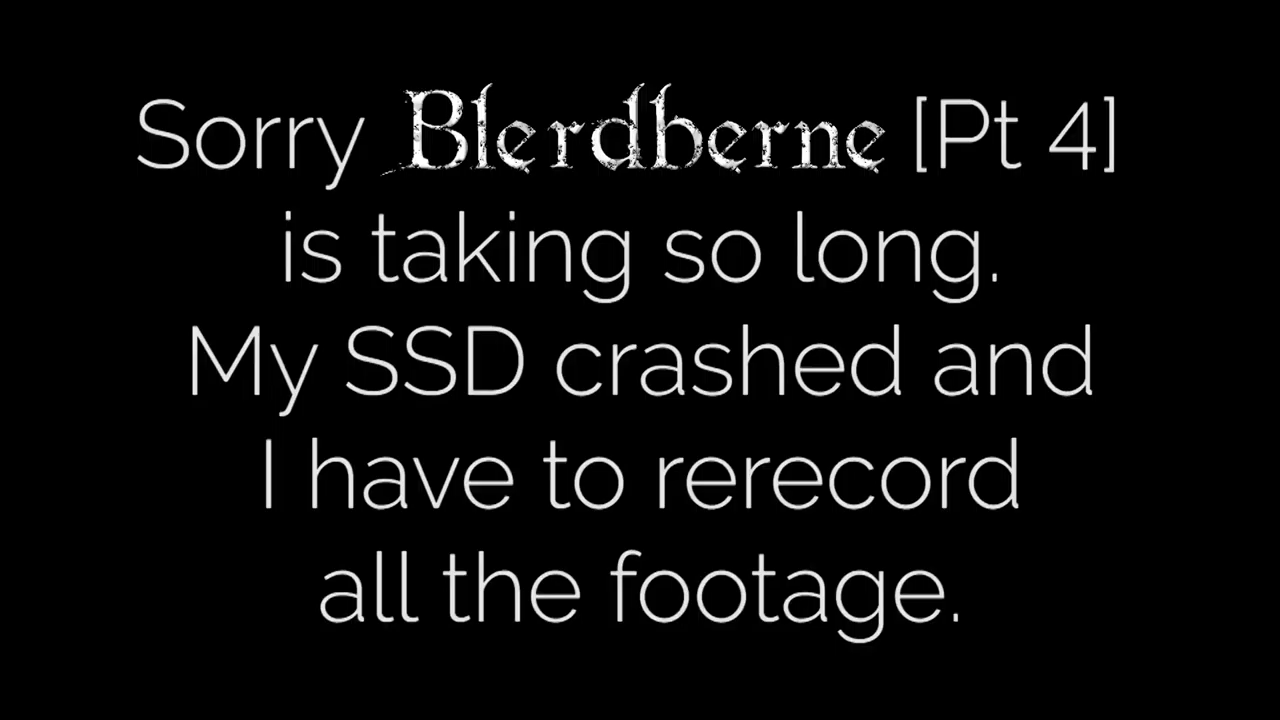 Sorry Blerdberne [Pt 4]
is taking so long.
My SSD crashed and
I have to rerecord
all the footage.